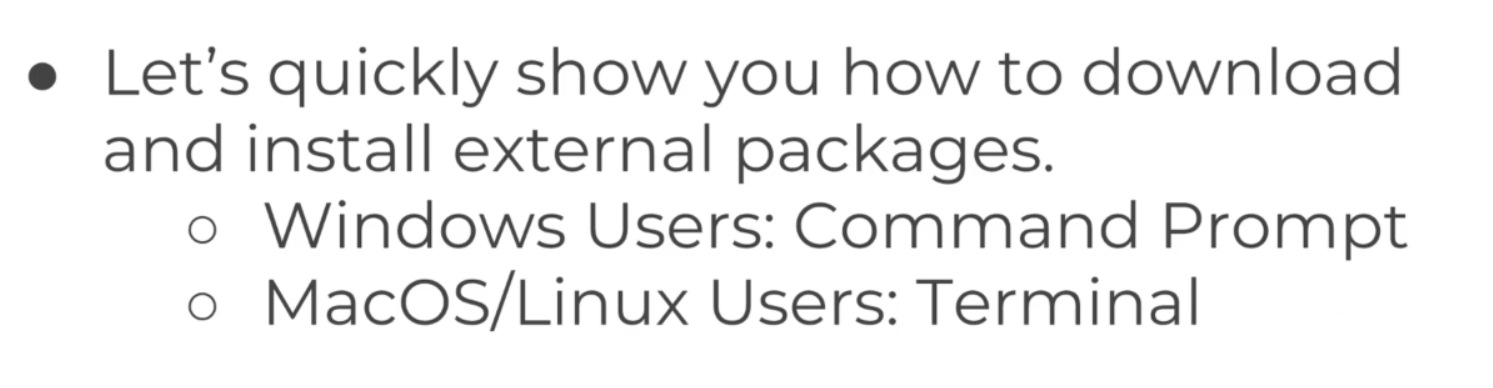 ● Let’s quickly show you how to download
and install external packages.
○ Windows Users: Command Prompt
○ MacOS/Linux Users: Terminal